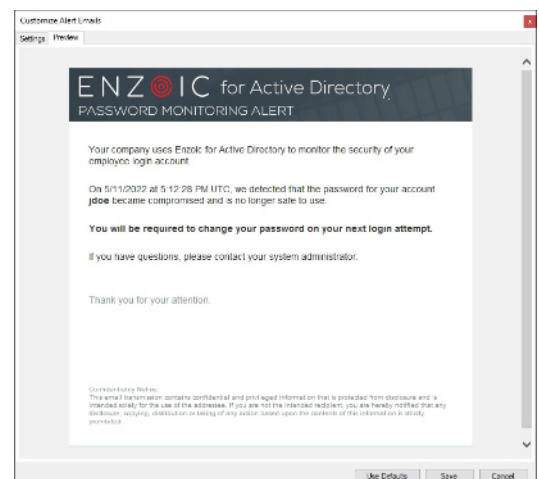 Customize Alert Emails
Settings Preview
ENZOIC for Active Directory
PASSWORD MONITORING ALERT
Your company uses Enzoic for Active Directory to monitor the security of your
employee login account.
On 5/11/2022 at 5:12:28 PM UTC, we detected that the password for your account
jdoe became compromised and is no longer safe to use.
You will be required to change your password on your next login attempt.
If you have questions, please contact your system administrator.
Thank you for your attention.
Confidentiality Notice:
This email transmission contains confidential and privileged information that is protected from disclosure and is
intended solely for the use of the addressee. If you are not the intended recipient, you are hereby notified that any
disclosure, copying, distribution or taking of any action based upon the contents of this information is strictly
prohibited.
Use Defaults Save Cancel